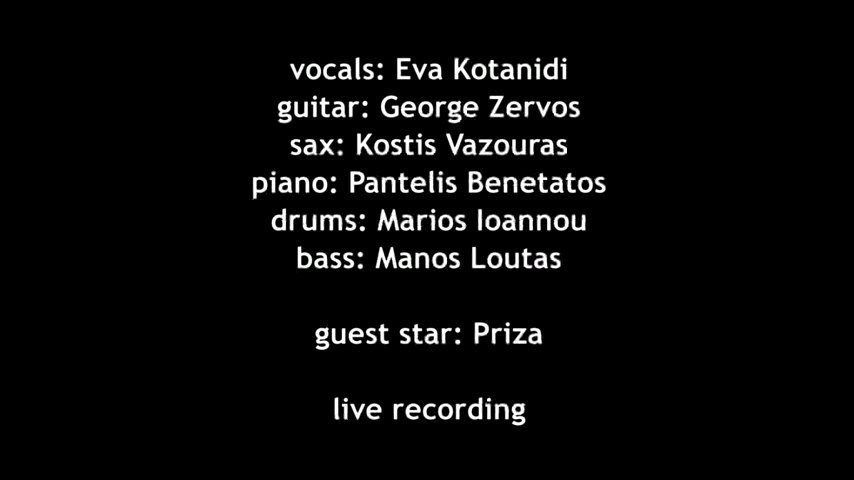 vocals: Eva Kotanidi
guitar: George Zervos
sax: Kostis Vazouras
piano: Pantelis Benetatos
drums: Marios Ioannou
bass: Manos Loutas
guest star: Priza
live recording